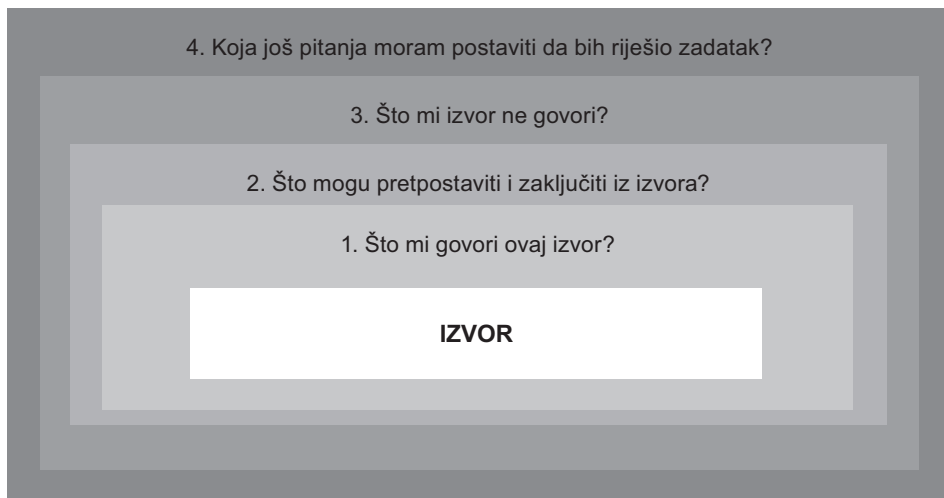 4. Koja još pitanja moram postaviti da bih riješio zadatak?
3. Što mi izvor ne govori?
2. Što mogu pretpostaviti i zaključiti iz izvora?
1. Što mi govori ovaj izvor?
IZVOR